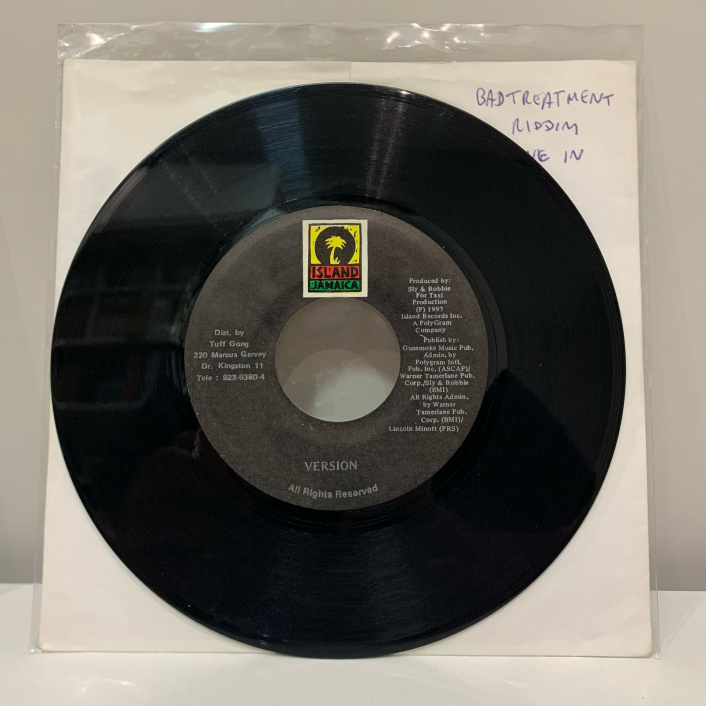 BADTREATMENT
RIDDIM
IN
ISLAND
JAMAICA
Dist. by
Tuff Gong
220 Marcus Garvey
Dr. Kingston 11
Tele : 923-9380-4
Produced by:
Sly & Robbie
For Taxi
Production
(P) 1997
Island Records Inc.
A PolyGram
Company
Publish by:
Gunsmoke Music Pub.
Admin. by
Polygram Intl.
Pub, Inc. (ASCAP)/
Warner Tamerlane Pub.
Corp./Sly & Robbie
(BMI)
All Rights Admin.
by Warner
Tamerlane Pub.
Corp. (BMI)/
Lincoln Minott (PRS)
VERSION
All Rights Reserved